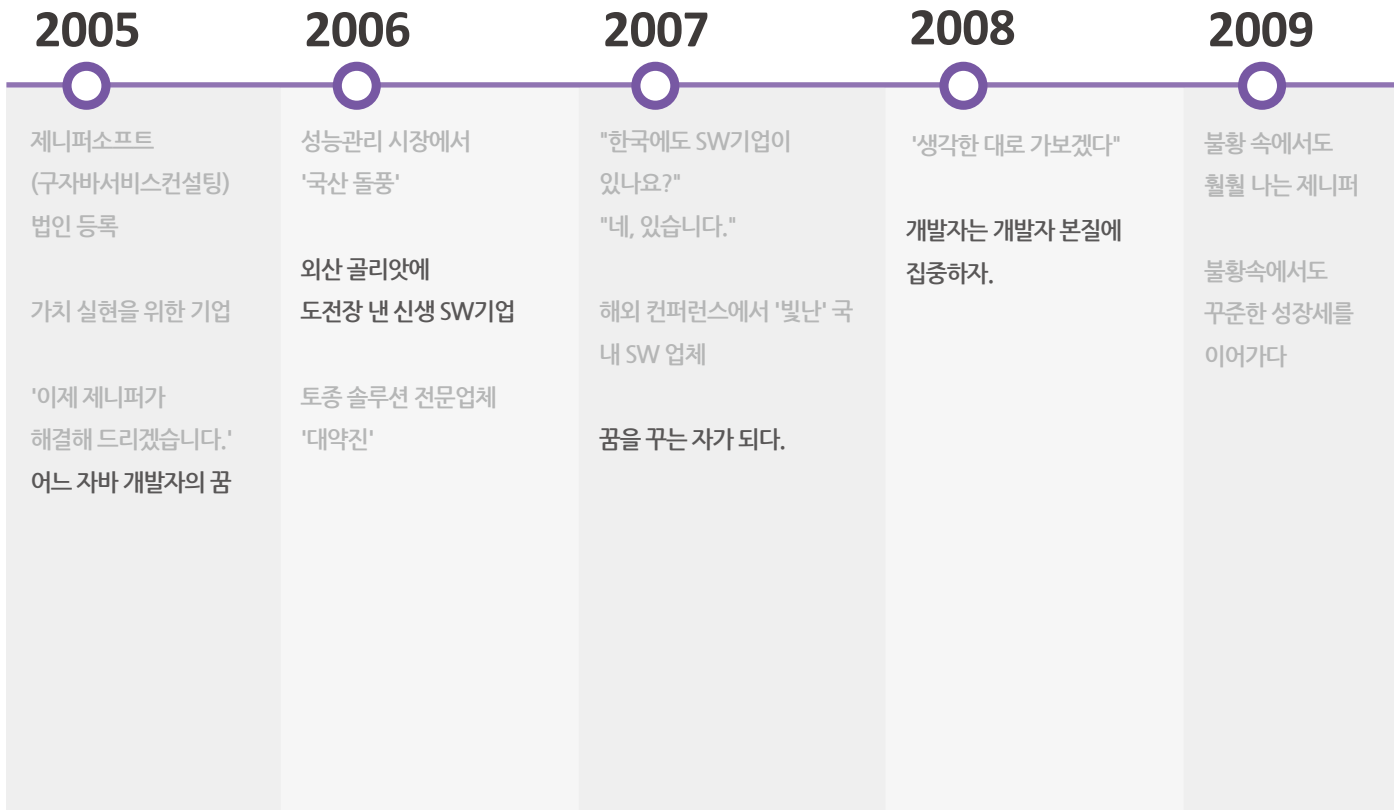 2005
제니퍼소프트
(구자바서비스컨설팅)
법인 등록
가치 실현을 위한 기업
'이제 제니퍼가
해결해 드리겠습니다.'
어느 자바 개발자의 꿈
2006
성능관리 시장에서
'국산 돌풍'
외산 골리앗에
도전장 낸 신생 SW기업
토종 솔루션 전문업체
'대약진'
2007
"한국에도 SW기업이
있나요?"
"네, 있습니다."
해외 컨퍼런스에서 '빛난' 국
내 SW 업체
꿈을 꾸는 자가 되다.
2008
'생각한 대로 가보겠다"
개발자는 개발자 본질에
집중하자.
2009
불황 속에서도
훨훨 나는 제니퍼
불황속에서도
꾸준한 성장세를
이어가다